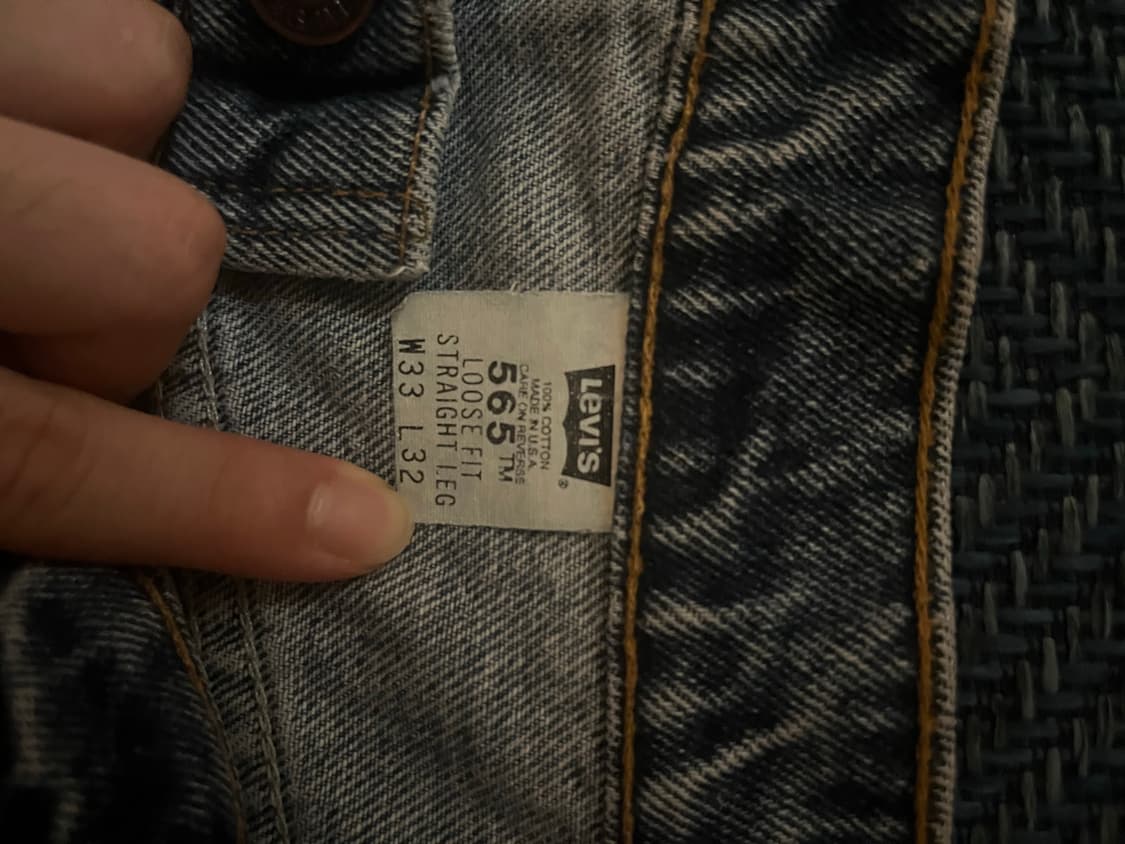 Levi's ®
100% COTTON
MADE IN U.S.A.
CARE ON REVERSE
565 TM
LOOSE FIT
STRAIGHT LEG
W33 L32